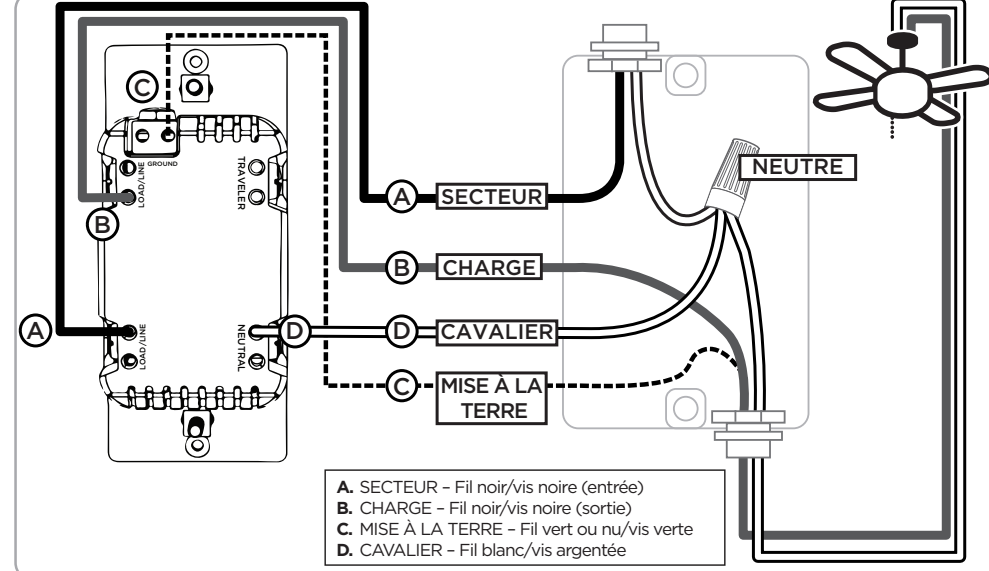 C
GROUND
LOAD/LINE
TRAVELER
B
A
LOAD/LINE
NEUTRAL
D
A SECTEUR
NEUTRE
B CHARGE
D CAVALIER
C MISE À LA
TERRE
A. SECTEUR – Fil noir/vis noire (entrée)
B. CHARGE – Fil noir/vis noire (sortie)
C. MISE À LA TERRE – Fil vert ou nu/vis verte
D. CAVALIER – Fil blanc/vis argentée